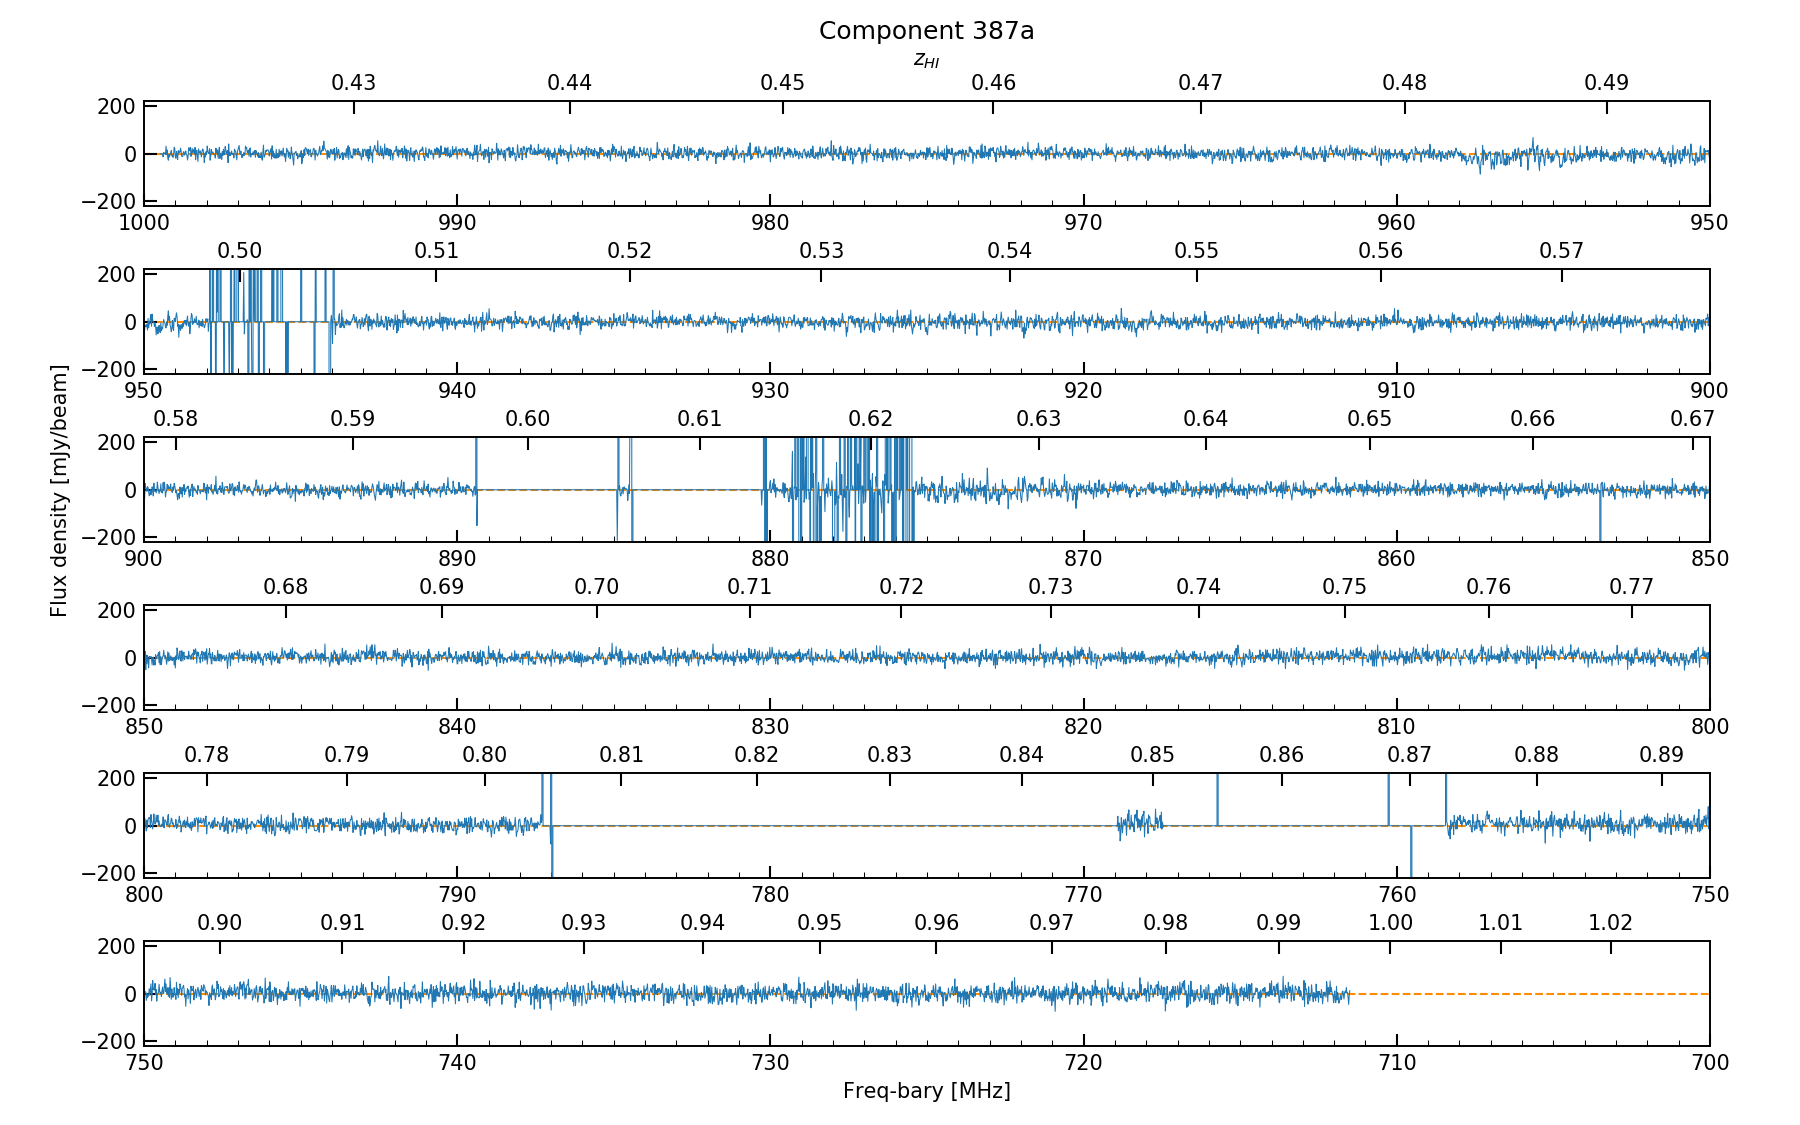 Component 387a
z_HI
0.43 0.44 0.45 0.46 0.47 0.48 0.49
200
0
−200
1000 990 980 970 960 950
0.50 0.51 0.52 0.53 0.54 0.55 0.56 0.57
200
0
−200
950 940 930 920 910 900
0.58 0.59 0.60 0.61 0.62 0.63 0.64 0.65 0.66 0.67
200
0
−200
900 890 880 870 860 850
Flux density [mJy/beam]
0.68 0.69 0.70 0.71 0.72 0.73 0.74 0.75 0.76 0.77
200
0
−200
850 840 830 820 810 800
0.78 0.79 0.80 0.81 0.82 0.83 0.84 0.85 0.86 0.87 0.88 0.89
200
0
−200
800 790 780 770 760 750
0.90 0.91 0.92 0.93 0.94 0.95 0.96 0.97 0.98 0.99 1.00 1.01 1.02
200
0
−200
750 740 730 720 710 700
Freq-bary [MHz]